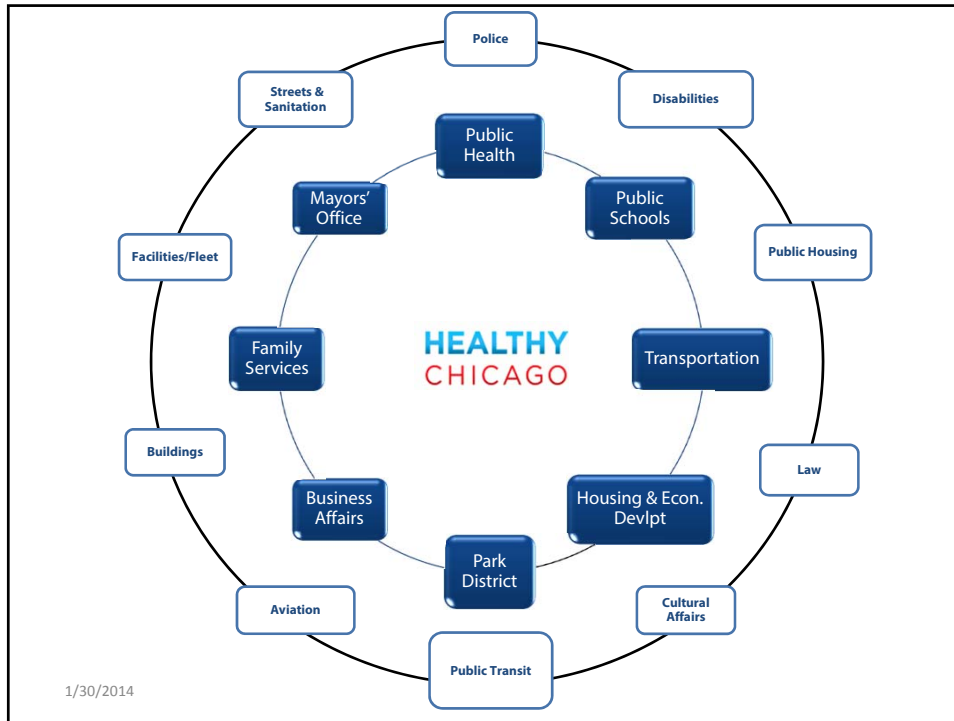 Police
Streets &
Sanitation
Disabilities
Public
Health
Mayors’
Office
Public
Schools
Facilities/Fleet
Public Housing
Family
Services
HEALTHY
CHICAGO
Transportation
Buildings
Law
Business
Affairs
Housing & Econ.
Devlpt
Park
District
Aviation
Cultural
Affairs
Public Transit
1/30/2014